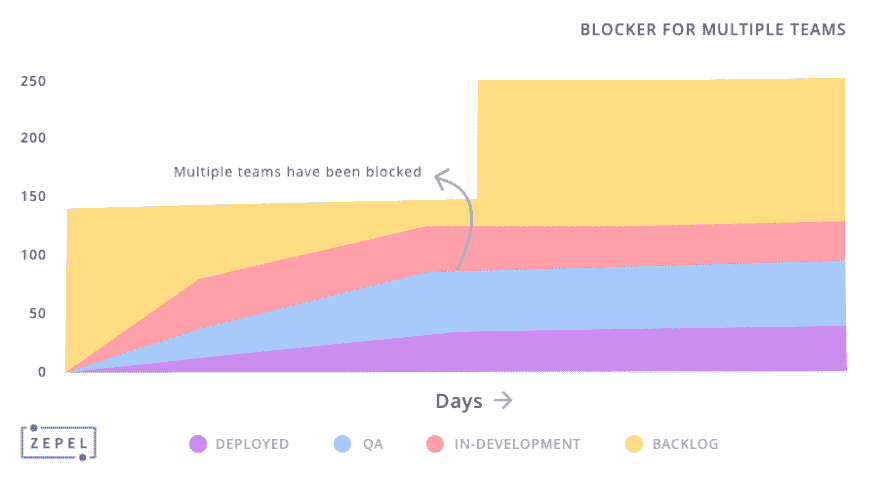 BLOCKER FOR MULTIPLE TEAMS
250
200
Multiple teams have been blocked
150
100
50
0
Days
ZEPEL
DEPLOYED
QA
IN-DEVELOPMENT
BACKLOG